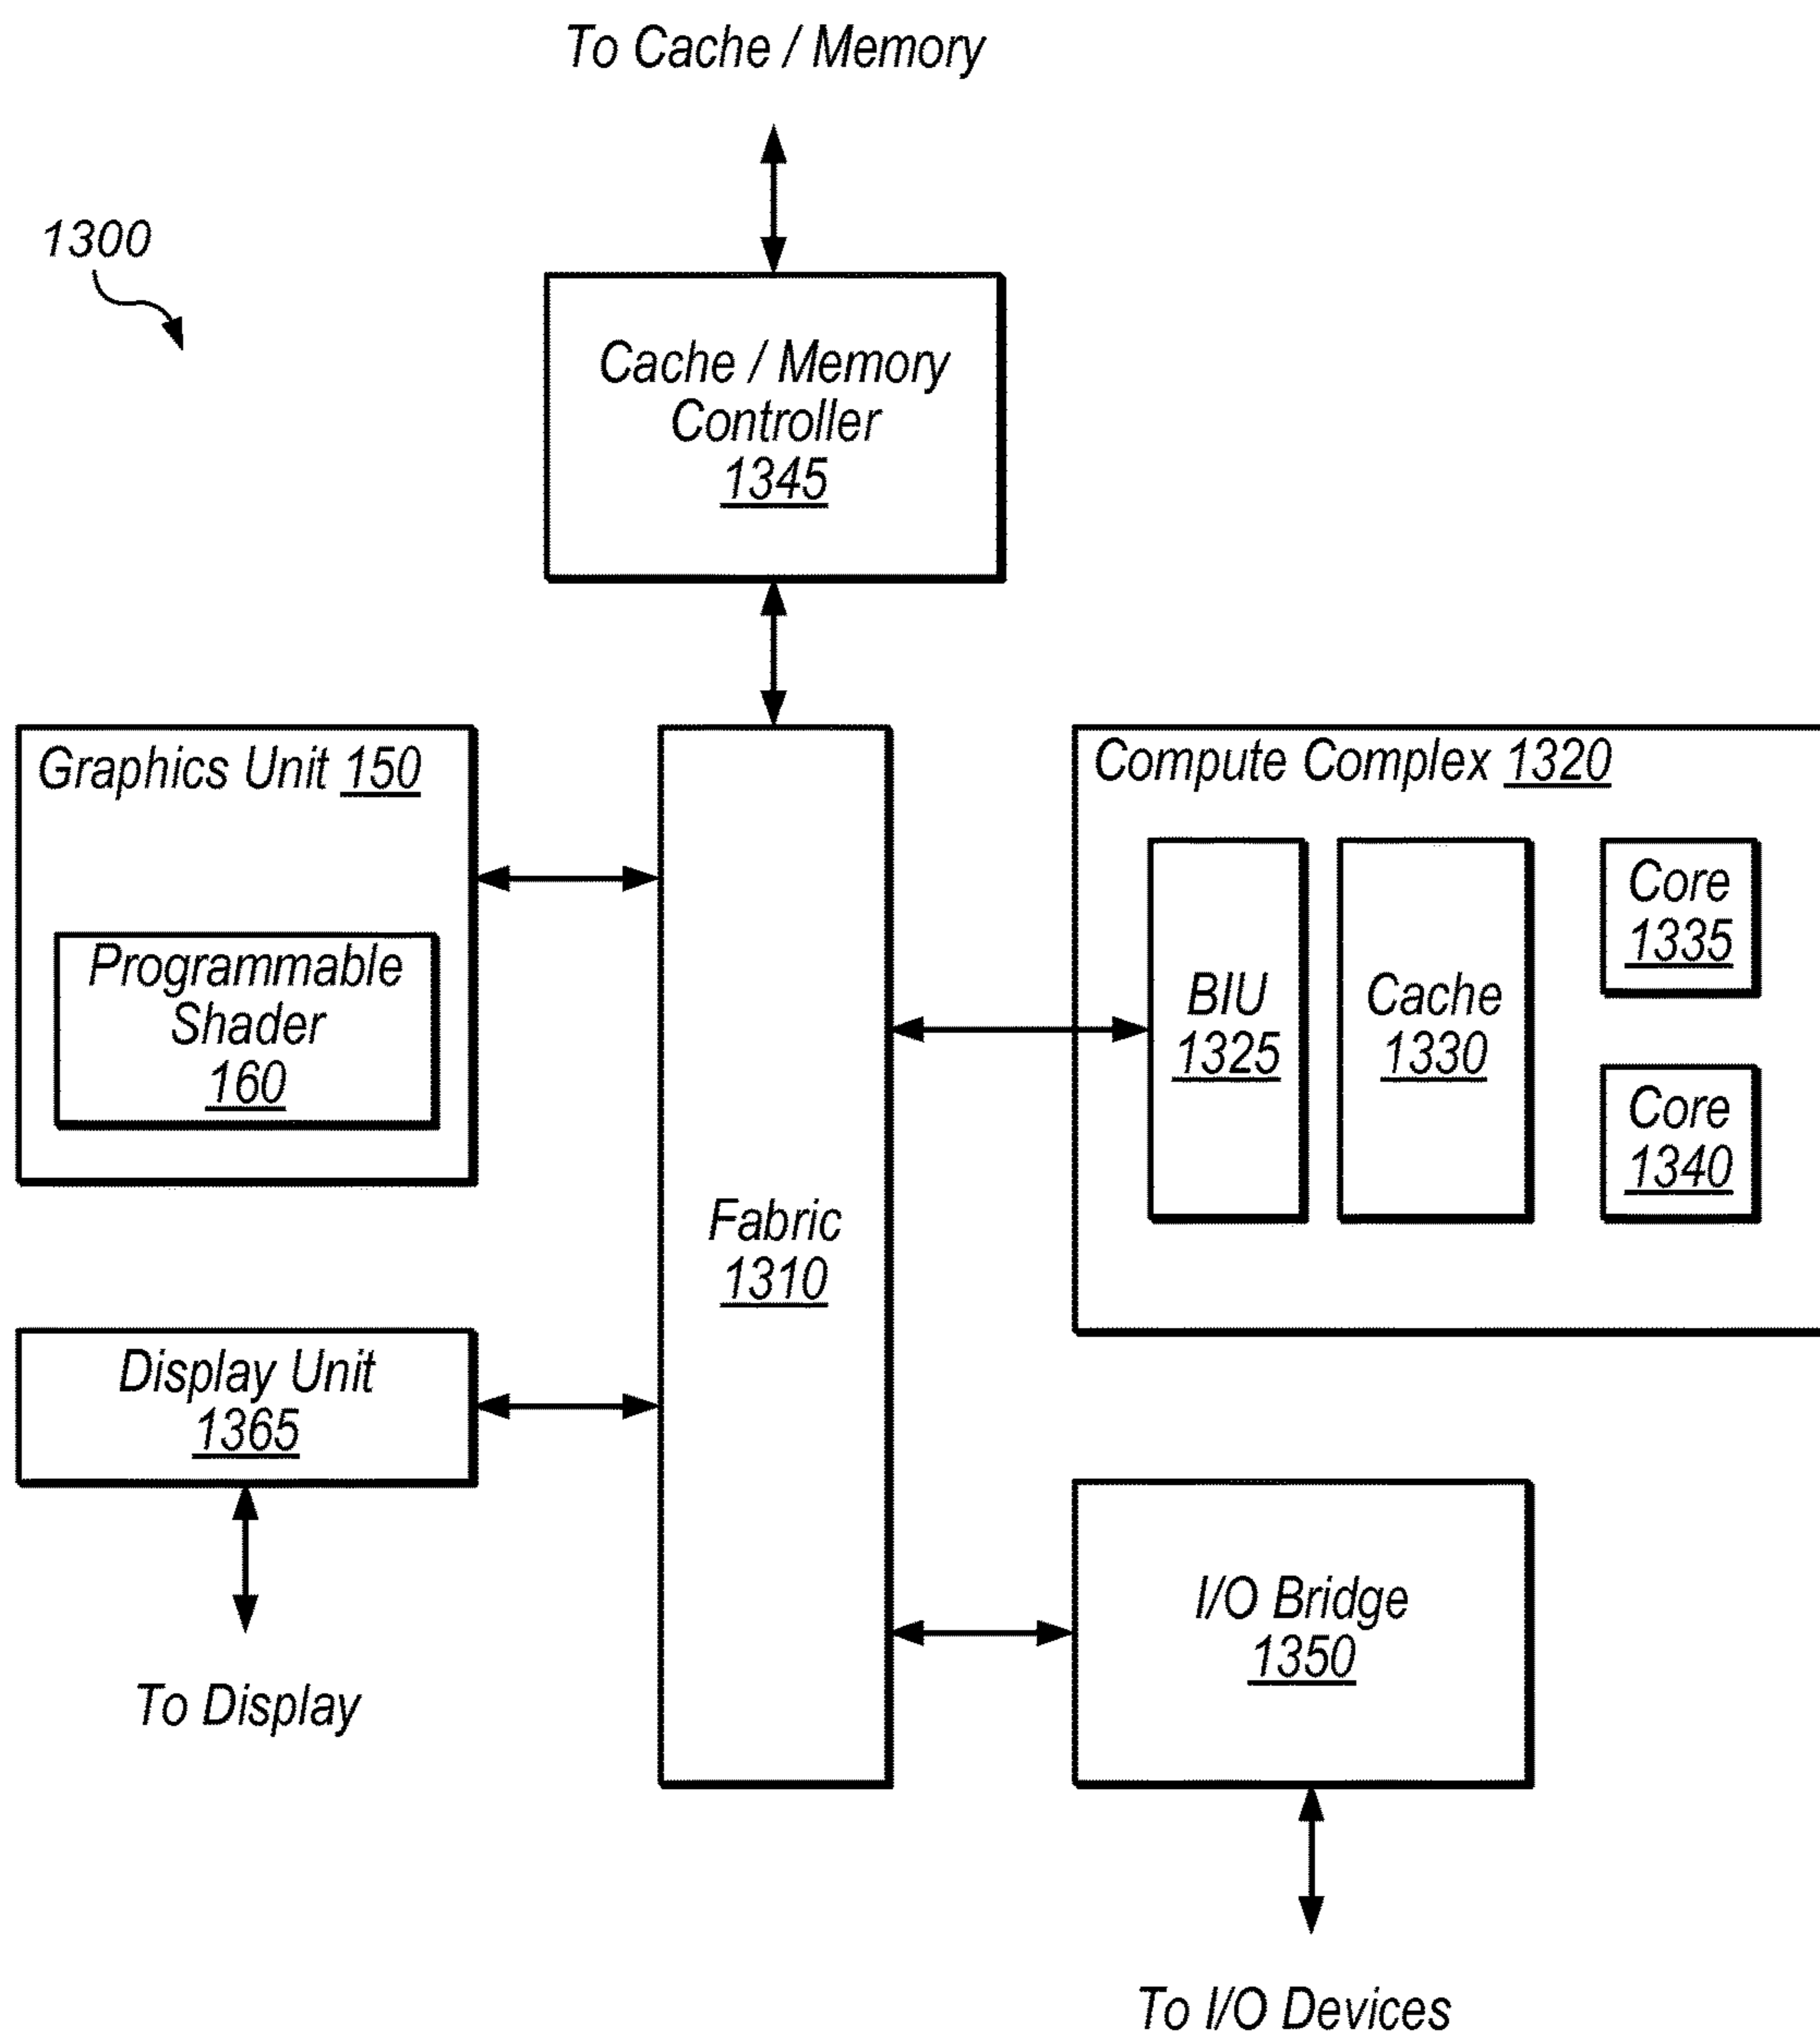 To Cache / Memory
1300
Cache / Memory
Controller
1345
Graphics Unit 150
Programmable
Shader
160
Fabric
1310
Compute Complex 1320
BIU
1325
Cache
1330
Core
1335
Core
1340
Display Unit
1365
To Display
I/O Bridge
1350
To I/O Devices